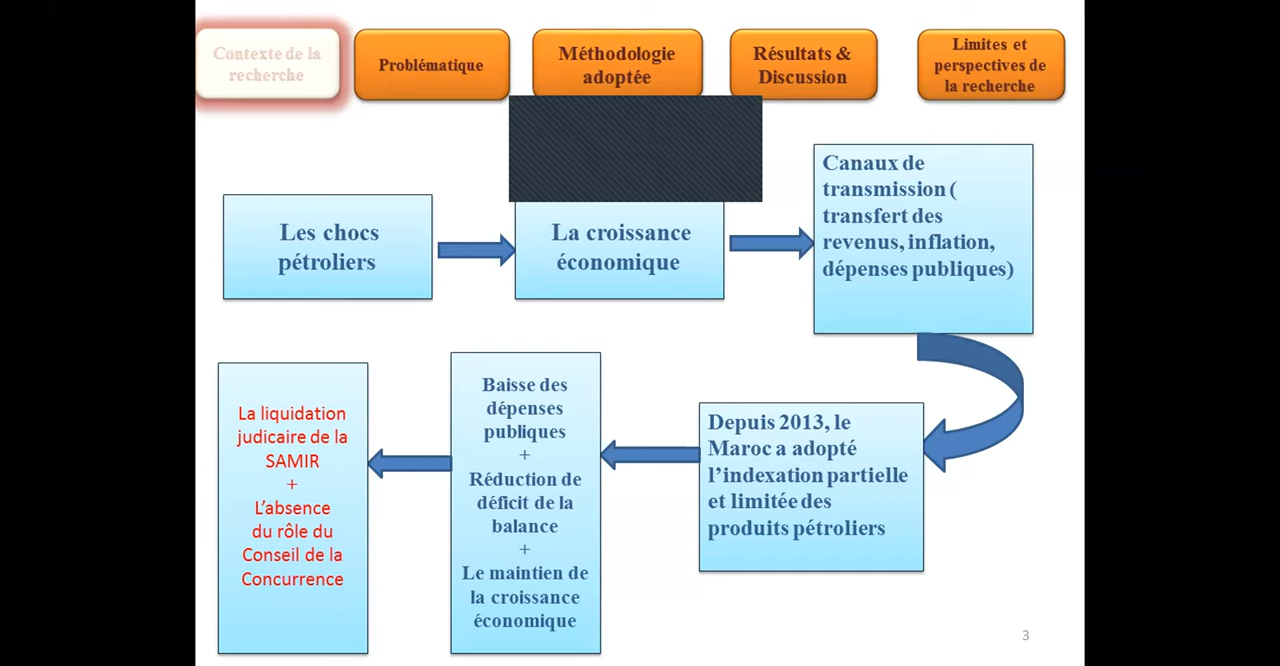 Contexte de la
recherche
Problématique
Méthodologie
adoptée
Résultats &
Discussion
Limites et
perspectives de
la recherche
Les chocs
pétroliers
La croissance
économique
Canaux de
transmission (
transfert des
revenus, inflation,
dépenses publiques)
Depuis 2013, le
Maroc a adopté
l’indexation partielle
et limitée des
produits pétroliers
Baisse des
dépenses
publiques
+
Réduction de
déficit de la
balance
+
Le maintien de
la croissance
économique
La liquidation
judicaire de la
SAMIR
+
L’absence
du rôle du
Conseil de la
Concurrence
3